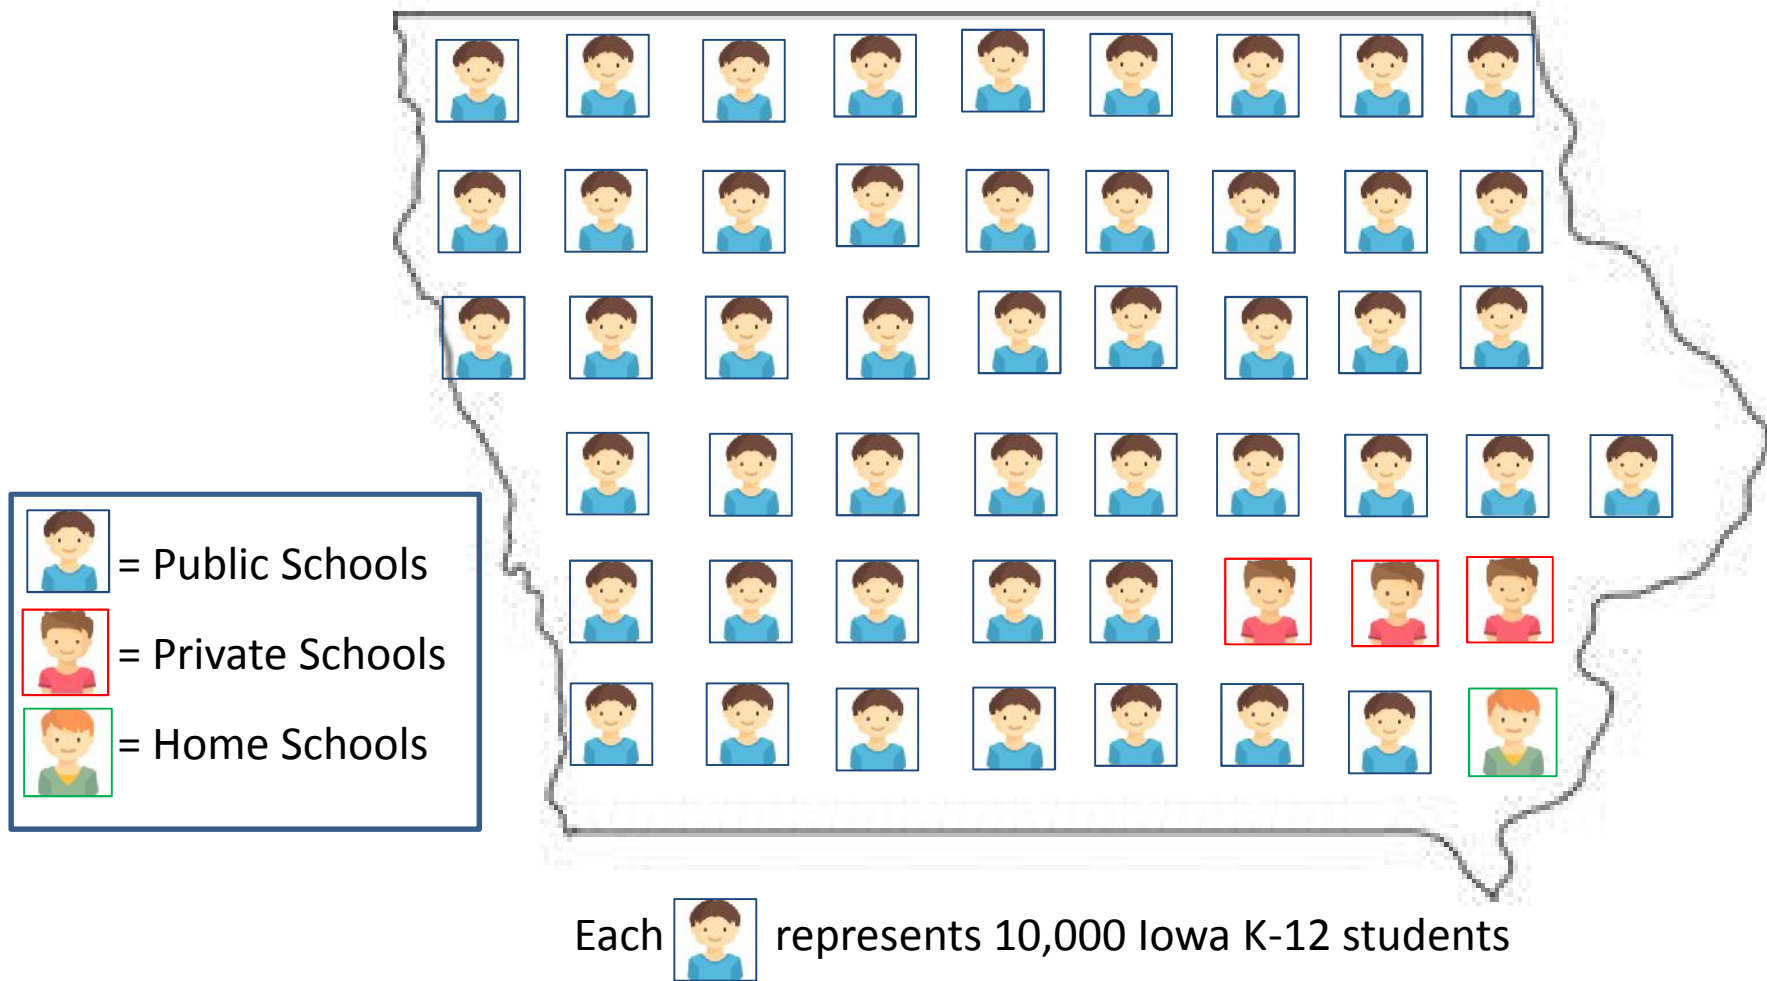 = Public Schools
= Private Schools
= Home Schools
Each represents 10,000 Iowa K-12 students